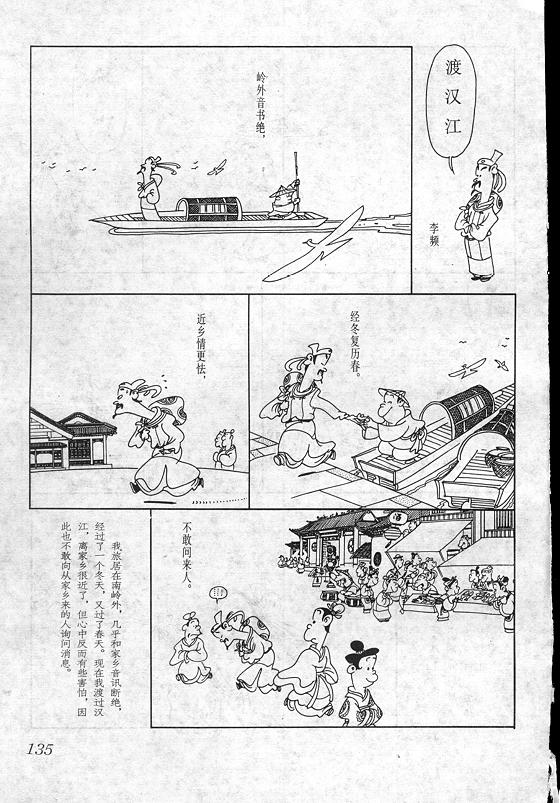 渡汉江
李频
岭外音书绝，
经冬复历春。
近乡情更怯，
不敢问来人。
我旅居在南岭外，几乎和家乡音讯断绝，
经过了一个冬天，又过了春天。现在我渡过汉
江，离家乡很近了，但心中反而有些害怕，因
此也不敢向从家乡来的人询问消息。
135